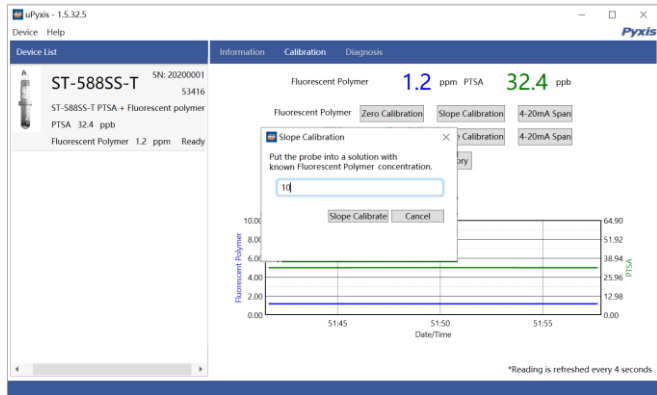 uPyxis - 1.5.32.5
Device Help
Pyxis
Device List
Information Calibration Diagnosis
A
ST-588SS-T
SN: 20200001
53416
ST-588SS-T PTSA + Fluorescent polymer
PTSA 32.4 ppb
Fluorescent Polymer 1.2 ppm Ready
Fluorescent Polymer 1.2 ppm PTSA 32.4 ppb
Fluorescent Polymer Zero Calibration Slope Calibration 4-20mA Span
Calibration 4-20mA Span
Slope Calibration
Put the probe into a solution with
known Fluorescent Polymer concentration.
10
Slope Calibrate Cancel
10.00
8.00
6.00
4.00
2.00
0.00
Fluorescent Polymer
64.90
51.92
38.94
25.96
12.98
0.00
PTSA
51:45 51:50 51:55
Date/Time
*Reading is refreshed every 4 seconds